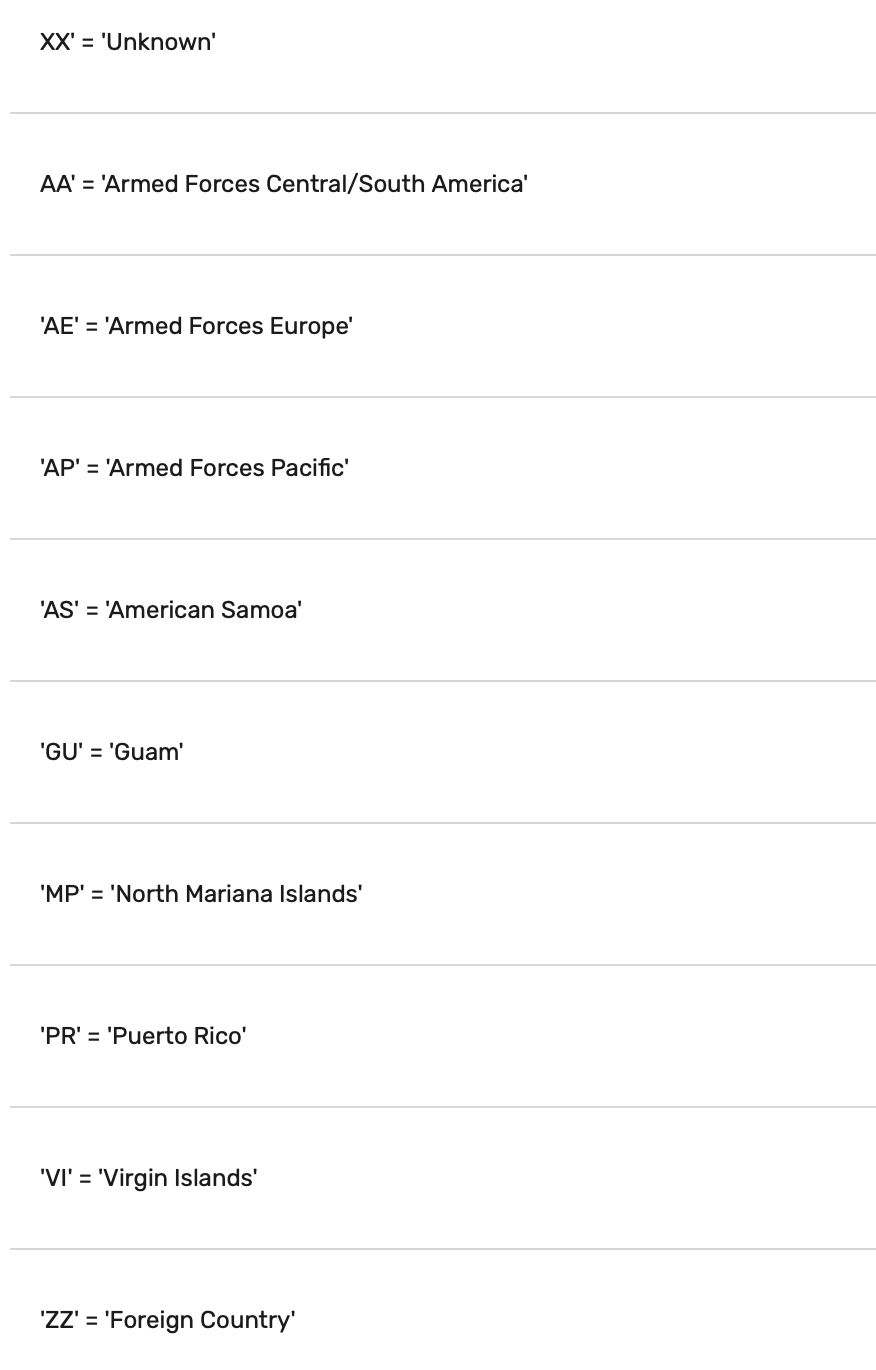 XX' = 'Unknown'
AA' = 'Armed Forces Central/South America'
'AE' = 'Armed Forces Europe'
'AP' = 'Armed Forces Pacific'
'AS' = 'American Samoa'
'GU' = 'Guam'
'MP' = 'North Mariana Islands'
'PR' = 'Puerto Rico'
'VI' = 'Virgin Islands'
'ZZ' = 'Foreign Country'